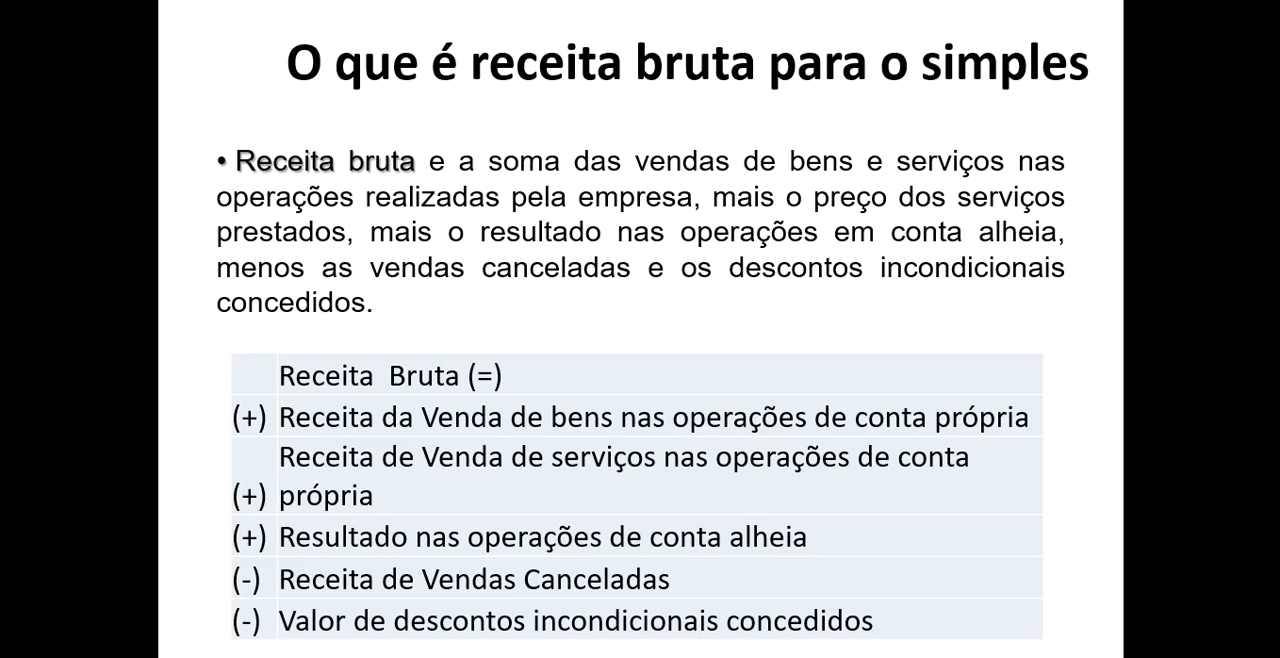 O que é receita bruta para o simples
• Receita bruta e a soma das vendas de bens e serviços nas
operações realizadas pela empresa, mais o preço dos serviços
prestados, mais o resultado nas operações em conta alheia,
menos as vendas canceladas e os descontos incondicionais
concedidos.
Receita Bruta (=)
(+) Receita da Venda de bens nas operações de conta própria
Receita de Venda de serviços nas operações de conta
(+) própria
(+) Resultado nas operações de conta alheia
(-) Receita de Vendas Canceladas
(-) Valor de descontos incondicionais concedidos